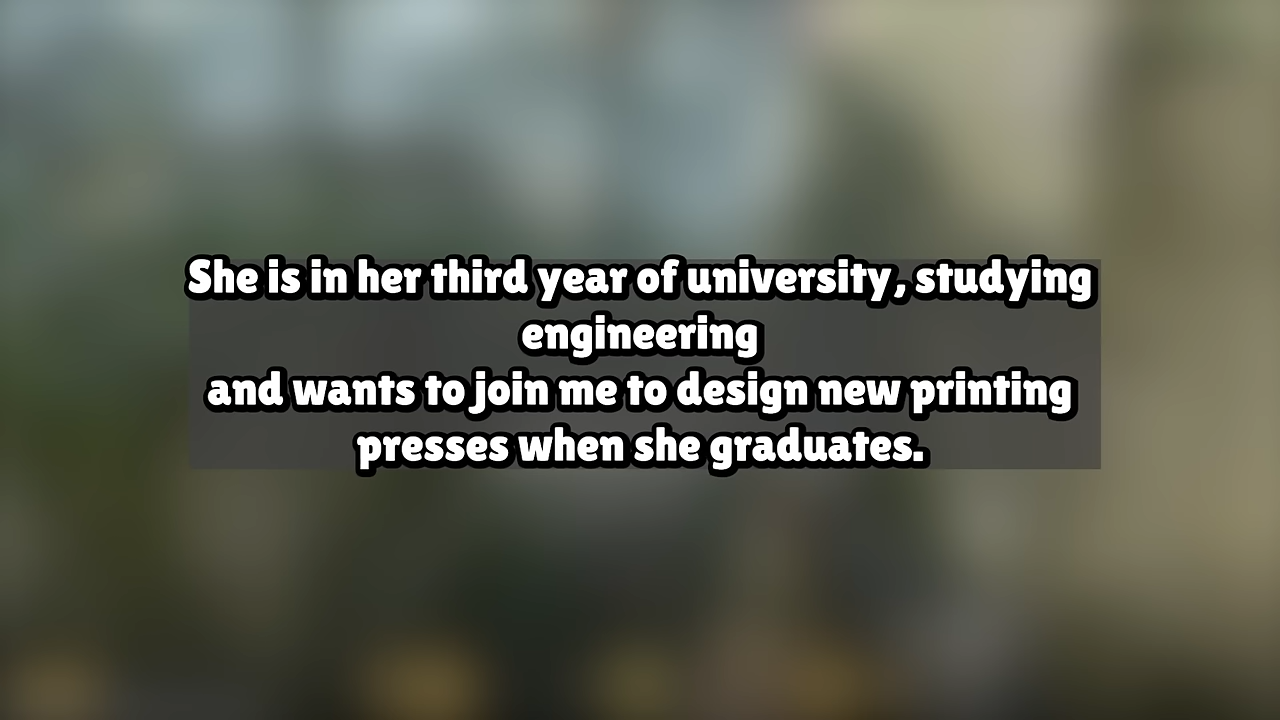 She is in her third year of university, studying
engineering
and wants to join me to design new printing
presses when she graduates.